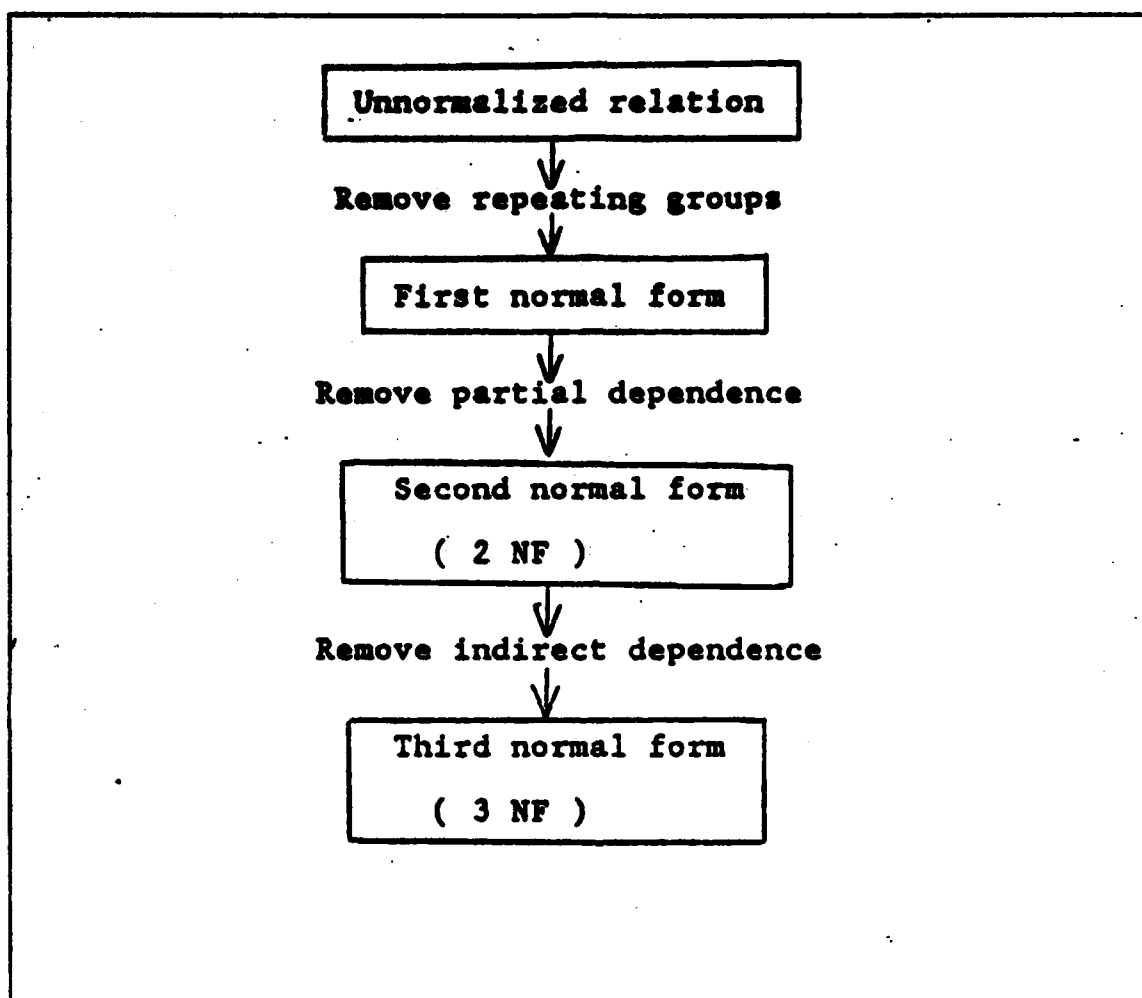 Unnormalized relation
Remove repeating groups
First normal form
Remove partial dependence
Second normal form
( 2 NF )
Remove indirect dependence
Third normal form
( 3 NF )